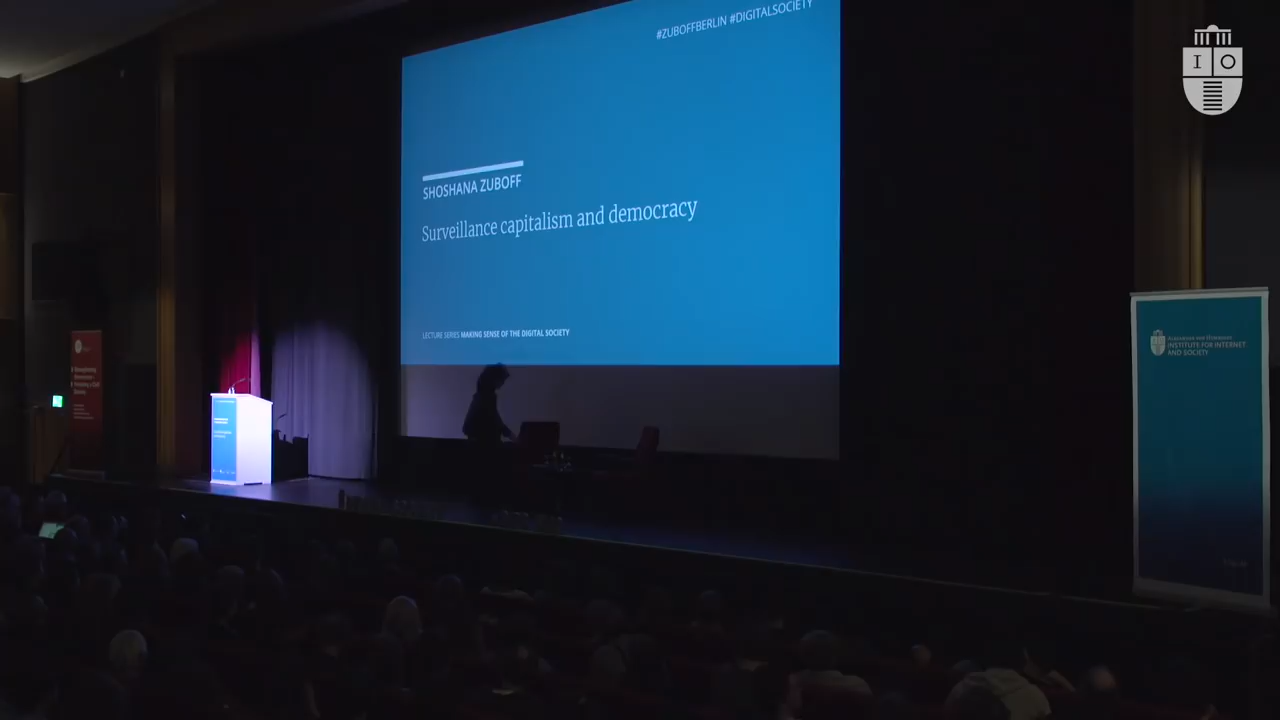 #ZUBOFFBERLIN #DIGITALSOCIETY
SHOSHANA ZUBOFF
Surveillance capitalism and democracy
LECTURE SERIES MAKING SENSE OF THE DIGITAL SOCIETY
I O
INSTITUTE FOR INTERNET
AND SOCIETY